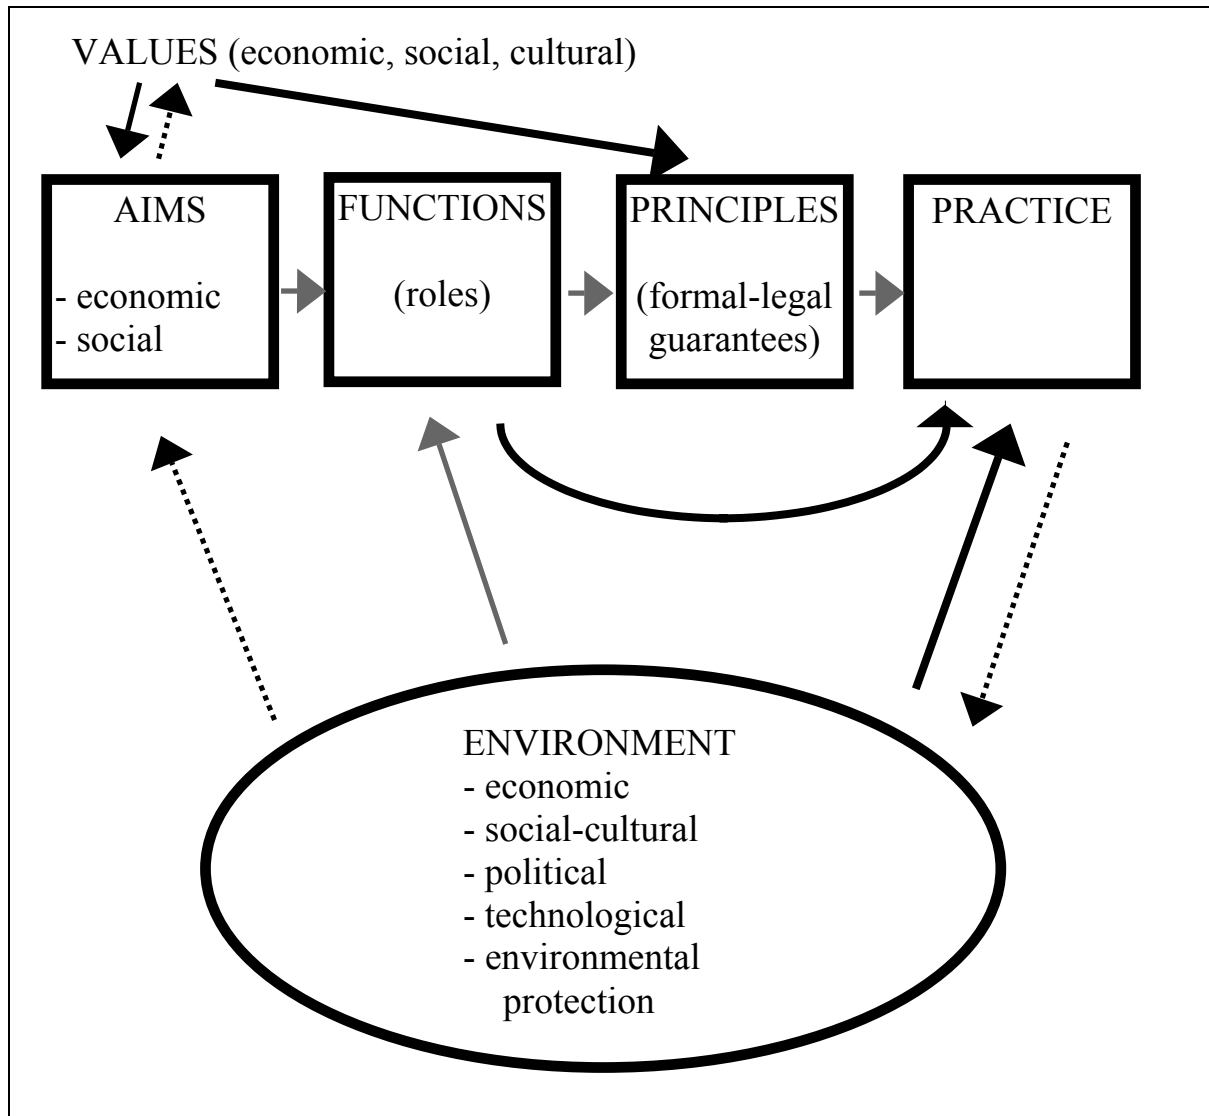 VALUES (economic, social, cultural)
AIMS
- economic
- social
FUNCTIONS
(roles)
PRINCIPLES
(formal-legal
guarantees)
PRACTICE
ENVIRONMENT
- economic
- social-cultural
- political
- technological
- environmental
protection